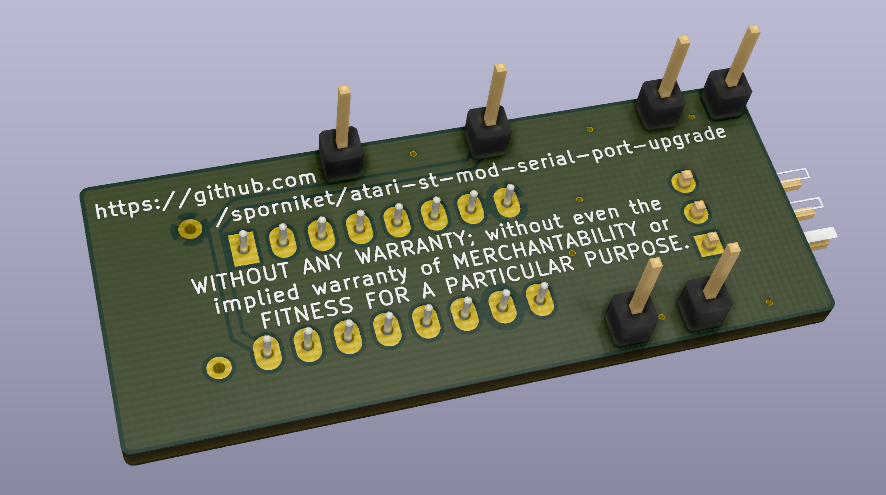 https://github.com
/sporniket/atari-st-mod-serial-port-upgrade
WITHOUT ANY WARRANTY; without even the
implied warranty of MERCHANTABILITY or
FITNESS FOR A PARTICULAR PURPOSE.